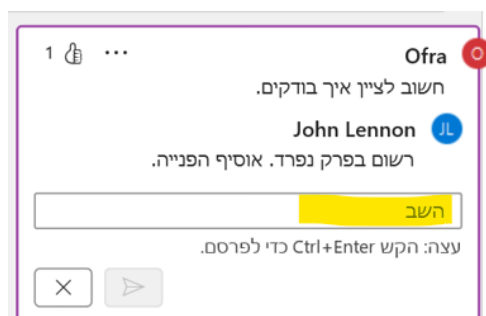 Ofra 1
חשוב לציין איך בודקים.
John Lennon JL
רשום בפרק נפרד. אוסיף הפנייה.
השב
עצה: הקש Ctrl+Enter כדי לפרסם.